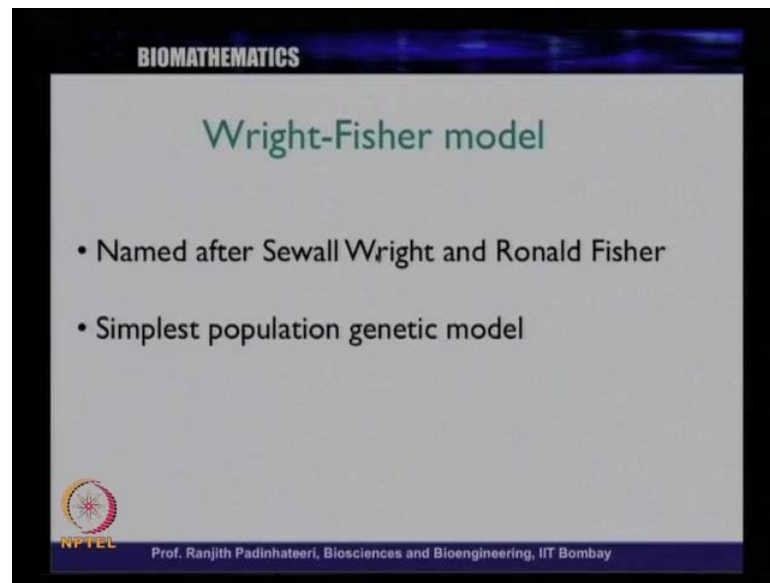 BIOMATHEMATICS
Wright-Fisher model
• Named after Sewall Wright and Ronald Fisher
• Simplest population genetic model
NPTEL
Prof. Ranjith Padinhateeri, Biosciences and Bioengineering, IIT Bombay